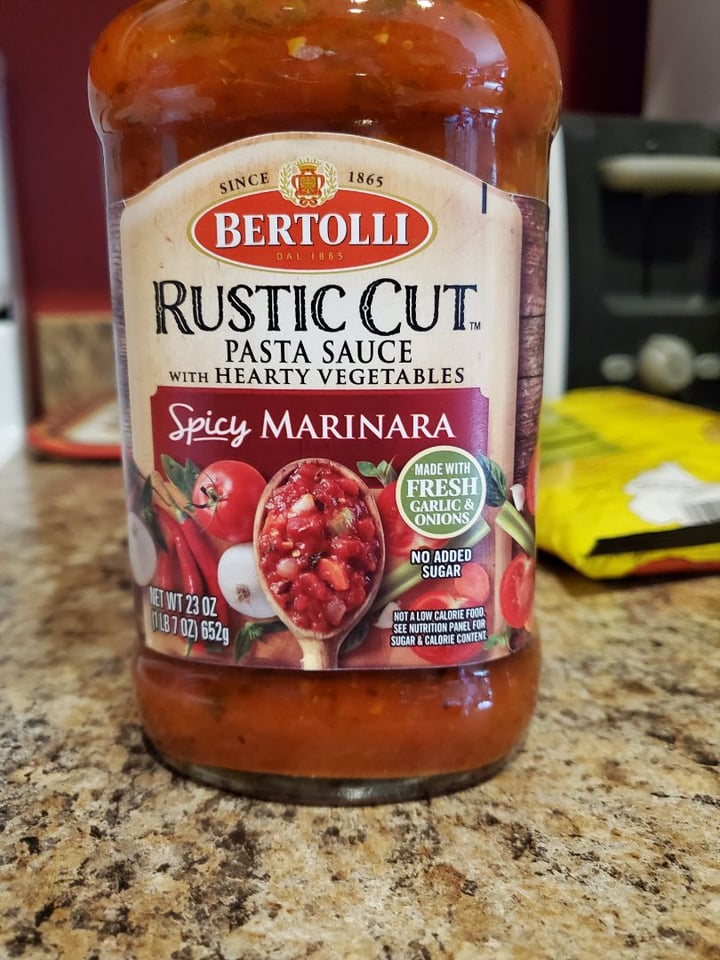 SINCE 1865
BERTOLLI
DAL 1865
RUSTIC CUT™
PASTA SAUCE
WITH HEARTY VEGETABLES
Spicy MARINARA
MADE WITH
FRESH
GARLIC &
ONIONS
NO ADDED
SUGAR
NET WT 23 OZ
(1 LB 7 OZ) 652g
NOT A LOW CALORIE FOOD.
SEE NUTRITION PANEL FOR
SUGAR & CALORIE CONTENT.